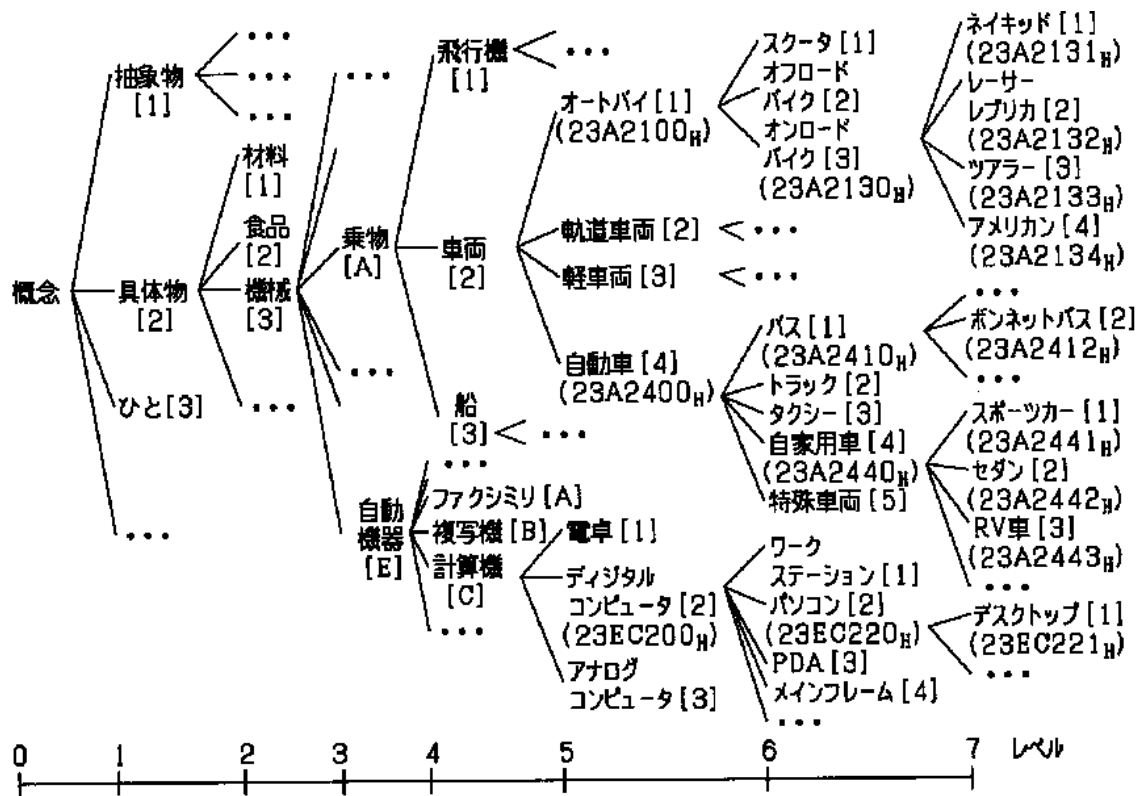 概念
抽象物
[1]
具体物
[2]
ひと[3]
•••
•••
•••
•••
材料
[1]
食品
[2]
機械
[3]
•••
•••
乗物
[A]
•••
自動
機器
[E]
飛行機
[1]
•••
車両
[2]
船
[3]
•••
•••
ファクシミリ[A]
複写機[B]
計算機
[C]
•••
オートバイ[1]
(23A2100H)
軌道車両[2]
•••
軽車両[3]
•••
自動車[4]
(23A2400H)
電卓[1]
ディジタル
コンピュータ[2]
(23EC200H)
アナログ
コンピュータ[3]
スクータ[1]
オフロード
バイク[2]
オンロード
バイク[3]
(23A2130H)
バス[1]
(23A2410H)
トラック[2]
タクシー[3]
自家用車[4]
(23A2440H)
特殊車両[5]
ワーク
ステーション[1]
パソコン[2]
(23EC220H)
PDA[3]
メインフレーム[4]
•••
ネイキッド[1]
(23A2131H)
レーサー
レプリカ[2]
(23A2132H)
ツアラー[3]
(23A2133H)
アメリカン[4]
(23A2134H)
•••
ボンネットバス[2]
(23A2412H)
•••
スポーツカー[1]
(23A2441H)
セダン[2]
(23A2442H)
RV車[3]
(23A2443H)
•••
デスクトップ[1]
(23EC221H)
•••
0 1 2 3 4 5 6 7 レベル